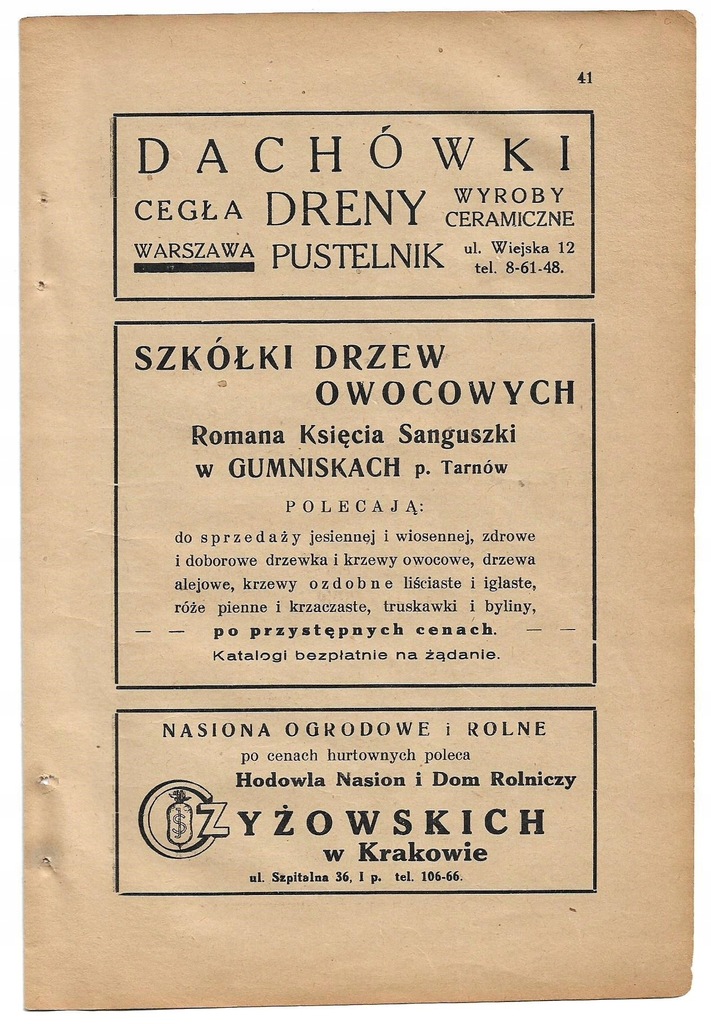 41
DACHÓWKI
CEGŁA DRENY WYROBY CERAMICZNE
WARSZAWA PUSTELNIK ul. Wiejska 12
tel. 8-61-48.
SZKÓŁKI DRZEW
OWOCOWYCH
Romana Księcia Sanguszki
w GUMNISKACH p. Tarnów
POLECAJĄ:
do sprzedaży jesiennej i wiosennej, zdrowe
i doborowe drzewka i krzewy owocowe, drzewa
alejowe, krzewy ozdobne liściaste i iglaste,
róże pienne i krzaczaste, truskawki i byliny,
— — po przystępnych cenach. — —
Katalogi bezpłatnie na żądanie.
NASIONA OGRODOWE i ROLNE
po cenach hurtownych poleca
Hodowla Nasion i Dom Rolniczy
CZYŻOWSKICH
w Krakowie
ul. Szpitalna 36, I p. tel. 106-66.